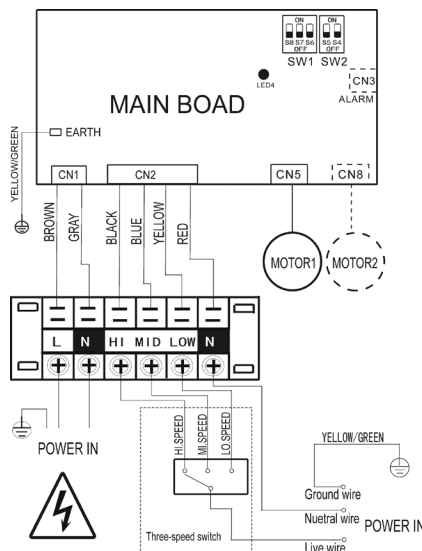 ON
ON
S8 S7 S6
S5 S4
OFF
OFF
SW1 SW2
LED4
CN3
ALARM
MAIN BOAD
EARTH
YELLOW/GREEN
CN1
CN2
CN5
CN8
BROWN
GRAY
BLACK
BLUE
YELLOW
RED
MOTOR1
MOTOR2
L N HI MID LOW N
POWER IN
HI.SPEED
MI.SPEED
LO.SPEED
Three-speed switch
YELLOW/GREEN
Ground wire
Nuetral wire
POWER IN
Live wire